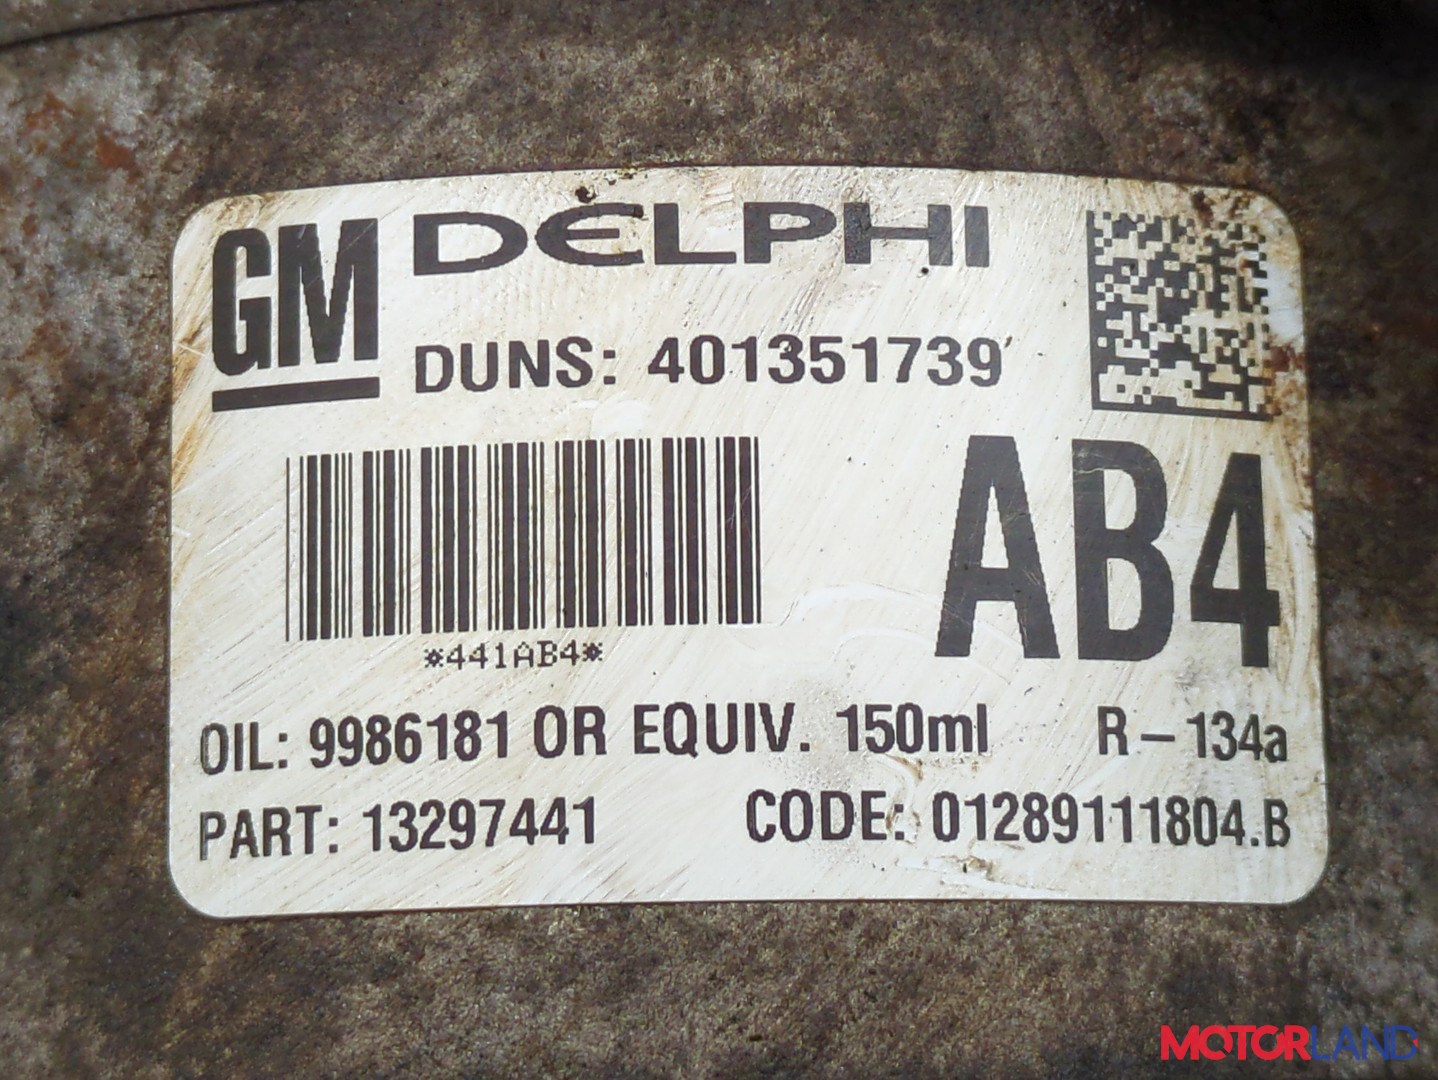 GM DELPHI
DUNS: 401351739
AB4
*441AB4*
OIL: 9986181 OR EQUIV. 150ml R-134a
PART: 13297441 CODE: 01289111804.B
MOTORLAND